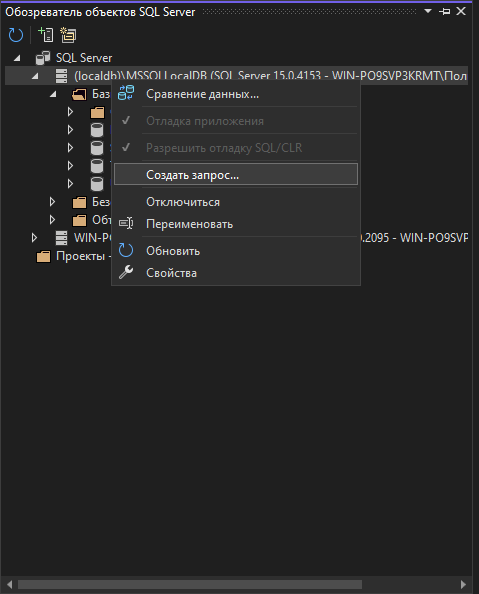 Обозреватель объектов SQL Server
SQL Server
(localdb)\MSSQLLocalDB (SQL Server 15.0.4153 - WIN-PO9SVP3KRMT\Пол
Баз
Сравнение данных...
Отладка приложения
Разрешить отладку SQL/CLR
Создать запрос...
Без
Отключиться
Объ
Переименовать
WIN-PO
.2095 - WIN-PO9SVP
Обновить
Проекты -
Свойства